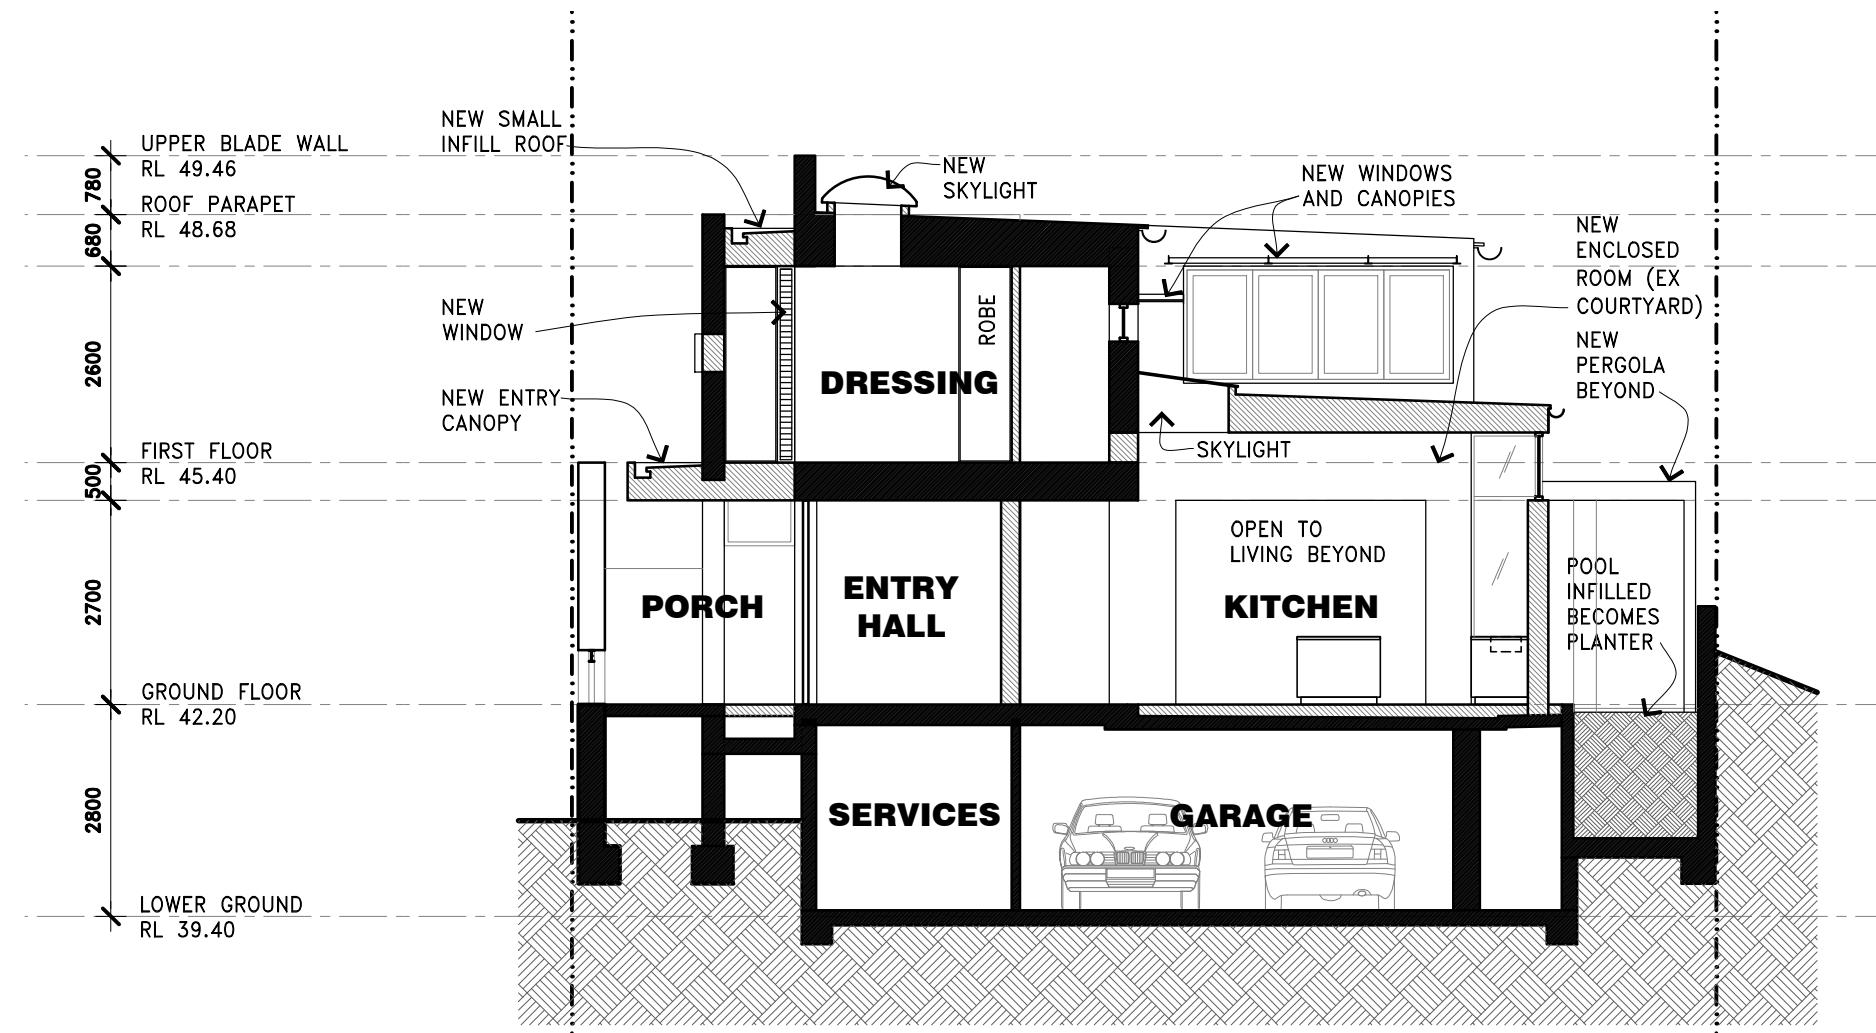 UPPER BLADE WALL
RL 49.46
780
ROOF PARAPET
RL 48.68
680
2600
FIRST FLOOR
RL 45.40
500
2700
GROUND FLOOR
RL 42.20
2800
LOWER GROUND
RL 39.40
NEW SMALL
INFILL ROOF
NEW
WINDOW
NEW ENTRY
CANOPY
NEW
SKYLIGHT
NEW WINDOWS
AND CANOPIES
NEW
ENCLOSED
ROOM (EX
COURTYARD)
NEW
PERGOLA
BEYOND
ROBE
DRESSING
SKYLIGHT
OPEN TO
LIVING BEYOND
POOL
INFILLED
BECOMES
PLANTER
PORCH
ENTRY
HALL
KITCHEN
SERVICES
GARAGE